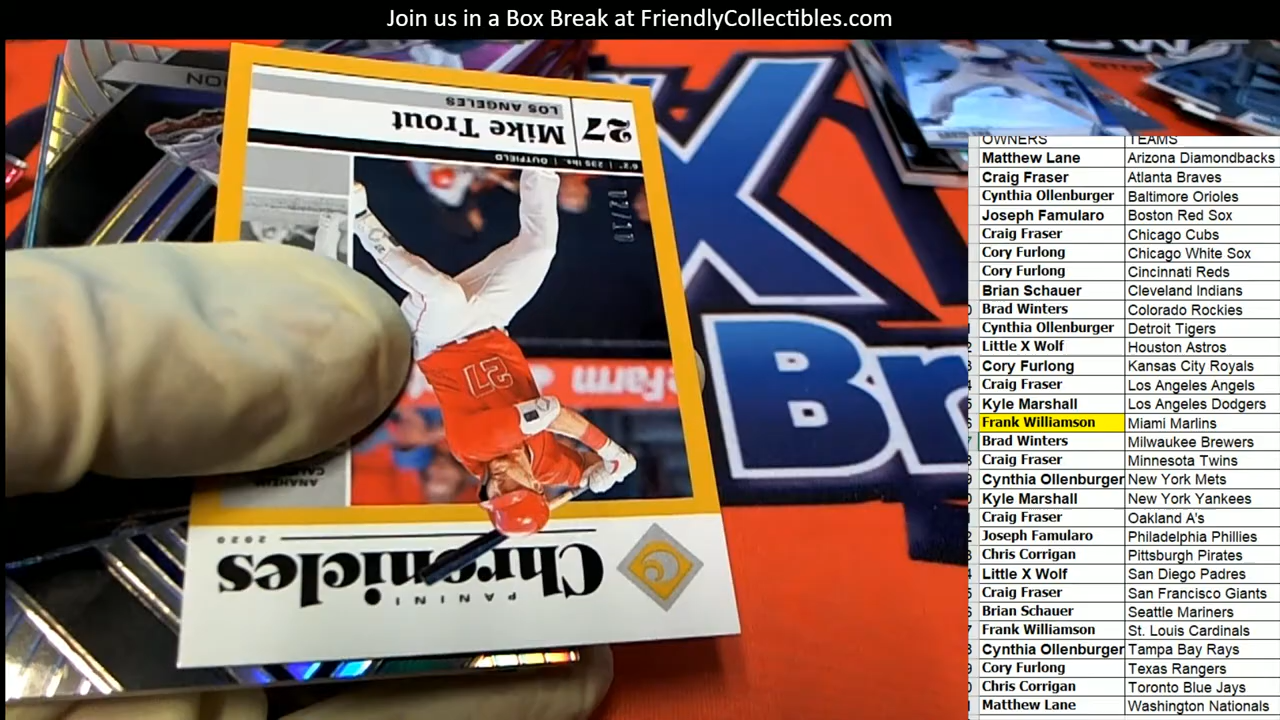 Join us in a Box Break at FriendlyCollectibles.com
27
Mike Trout
LOS ANGELES
OUTFIELD
02/10
27
Chronicles
PANINI
2020
X
Br
OWNERS TEAMS
Matthew Lane Arizona Diamondbacks
Craig Fraser Atlanta Braves
Cynthia Ollenburger Baltimore Orioles
Joseph Famularo Boston Red Sox
Craig Fraser Chicago Cubs
Cory Furlong Chicago White Sox
Cory Furlong Cincinnati Reds
Brian Schauer Cleveland Indians
Brad Winters Colorado Rockies
Cynthia Ollenburger Detroit Tigers
Little X Wolf Houston Astros
Cory Furlong Kansas City Royals
Craig Fraser Los Angeles Angels
Kyle Marshall Los Angeles Dodgers
Frank Williamson Miami Marlins
Brad Winters Milwaukee Brewers
Craig Fraser Minnesota Twins
Cynthia Ollenburger New York Mets
Kyle Marshall New York Yankees
Craig Fraser Oakland A's
Joseph Famularo Philadelphia Phillies
Chris Corrigan Pittsburgh Pirates
Little X Wolf San Diego Padres
Craig Fraser San Francisco Giants
Brian Schauer Seattle Mariners
Frank Williamson St. Louis Cardinals
Cynthia Ollenburger Tampa Bay Rays
Cory Furlong Texas Rangers
Chris Corrigan Toronto Blue Jays
Matthew Lane Washington Nationals